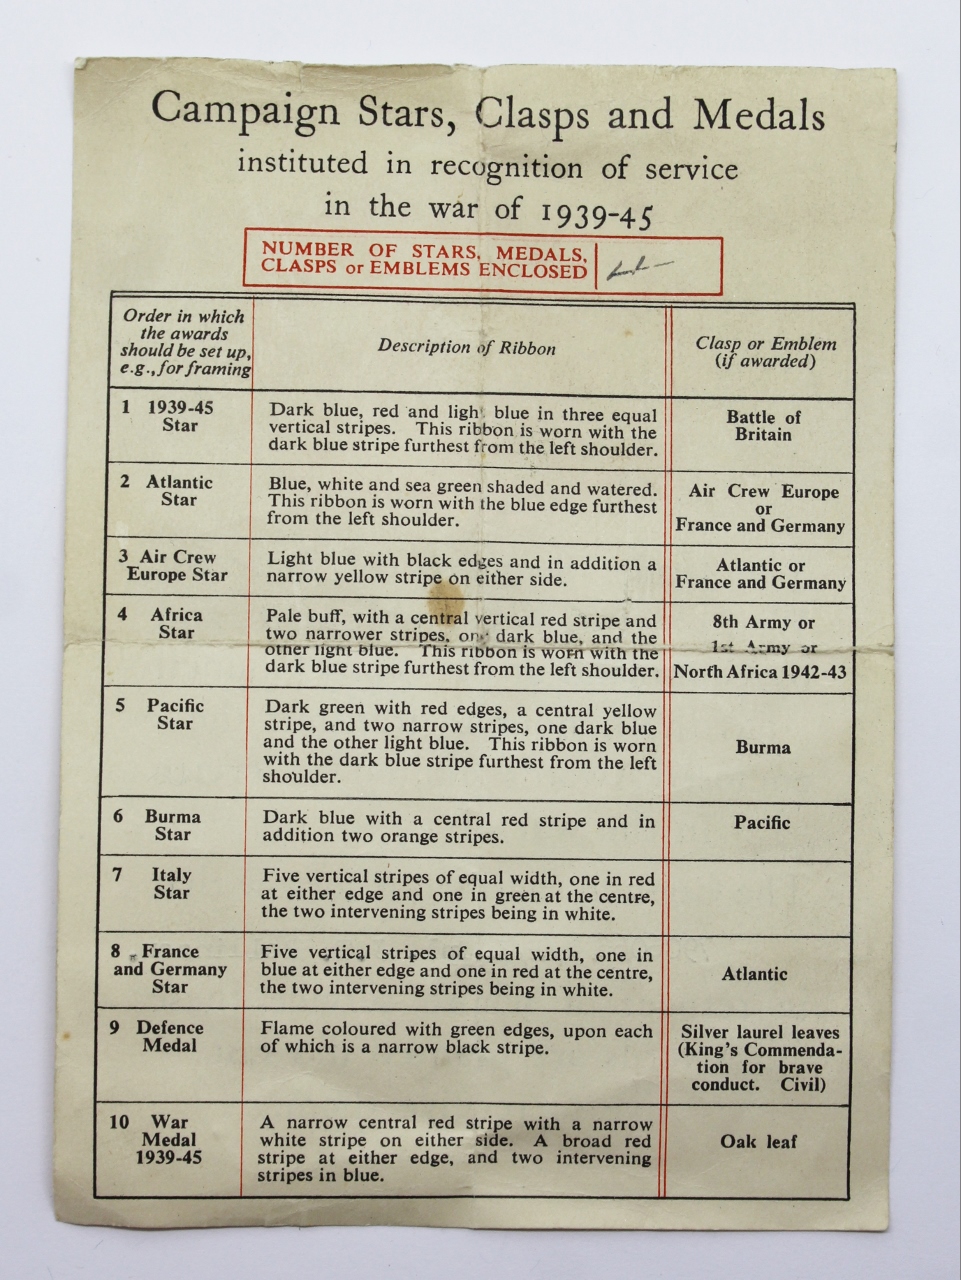 Campaign Stars, Clasps and Medals
instituted in recognition of service
in the war of 1939-45
NUMBER OF STARS, MEDALS,
CLASPS or EMBLEMS ENCLOSED
Order in which
the awards
should be set up,
e.g., for framing
Description of Ribbon
Clasp or Emblem
(if awarded)
1 1939-45
Star
Dark blue, red and light blue in three equal
vertical stripes. This ribbon is worn with the
dark blue stripe furthest from the left shoulder.
Battle of
Britain
2 Atlantic
Star
Blue, white and sea green shaded and watered.
This ribbon is worn with the blue edge furthest
from the left shoulder.
Air Crew Europe
or
France and Germany
3 Air Crew
Europe Star
Light blue with black edges and in addition a
narrow yellow stripe on either side.
Atlantic or
France and Germany
4 Africa
Star
Pale buff, with a central vertical red stripe and
two narrower stripes, one dark blue, and the
other light blue. This ribbon is worn with the
dark blue stripe furthest from the left shoulder.
8th Army or
1st Army or
North Africa 1942-43
5 Pacific
Star
Dark green with red edges, a central yellow
stripe, and two narrow stripes, one dark blue
and the other light blue. This ribbon is worn
with the dark blue stripe furthest from the left
shoulder.
Burma
6 Burma
Star
Dark blue with a central red stripe and in
addition two orange stripes.
Pacific
7 Italy
Star
Five vertical stripes of equal width, one in red
at either edge and one in green at the centre,
the two intervening stripes being in white.
8 France
and Germany
Star
Five vertical stripes of equal width, one in
blue at either edge and one in red at the centre,
the two intervening stripes being in white.
Atlantic
9 Defence
Medal
Flame coloured with green edges, upon each
of which is a narrow black stripe.
Silver laurel leaves
(King's Commenda-
tion for brave
conduct. Civil)
10 War
Medal
1939-45
A narrow central red stripe with a narrow
white stripe on either side. A broad red
stripe at either edge, and two intervening
stripes in blue.
Oak leaf